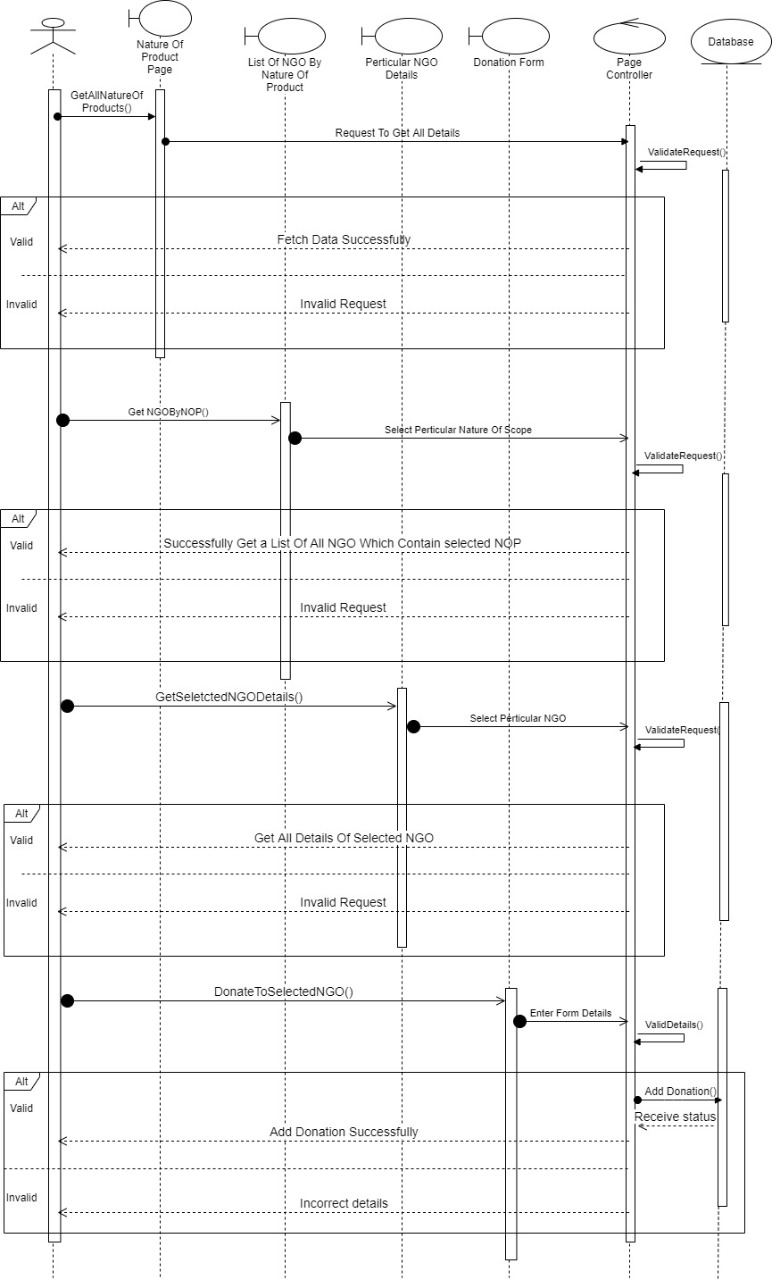 Nature Of
Product
Page
List Of NGO By
Nature Of
Product
Perticular NGO
Details
Donation Form
Page
Controller
Database
GetAllNatureOf
Products()
Request To Get All Details
ValidateRequest()
Alt
Valid
Fetch Data Successfully
Invalid
Invalid Request
Get NGOByNOP()
Select Perticular Nature Of Scope
ValidateRequest()
Alt
Valid
Successfully Get a List Of All NGO Which Contain selected NOP
Invalid
Invalid Request
GetSeletctedNGODetails()
Select Perticular NGO
ValidateRequest(
Alt
Valid
Get All Details Of Selected NGO
Invalid
Invalid Request
DonateToSelectedNGO()
Enter Form Details
ValidDetails()
Alt
Add Donation()
Valid
Receive status
Add Donation Successfully
Invalid
Incorrect details